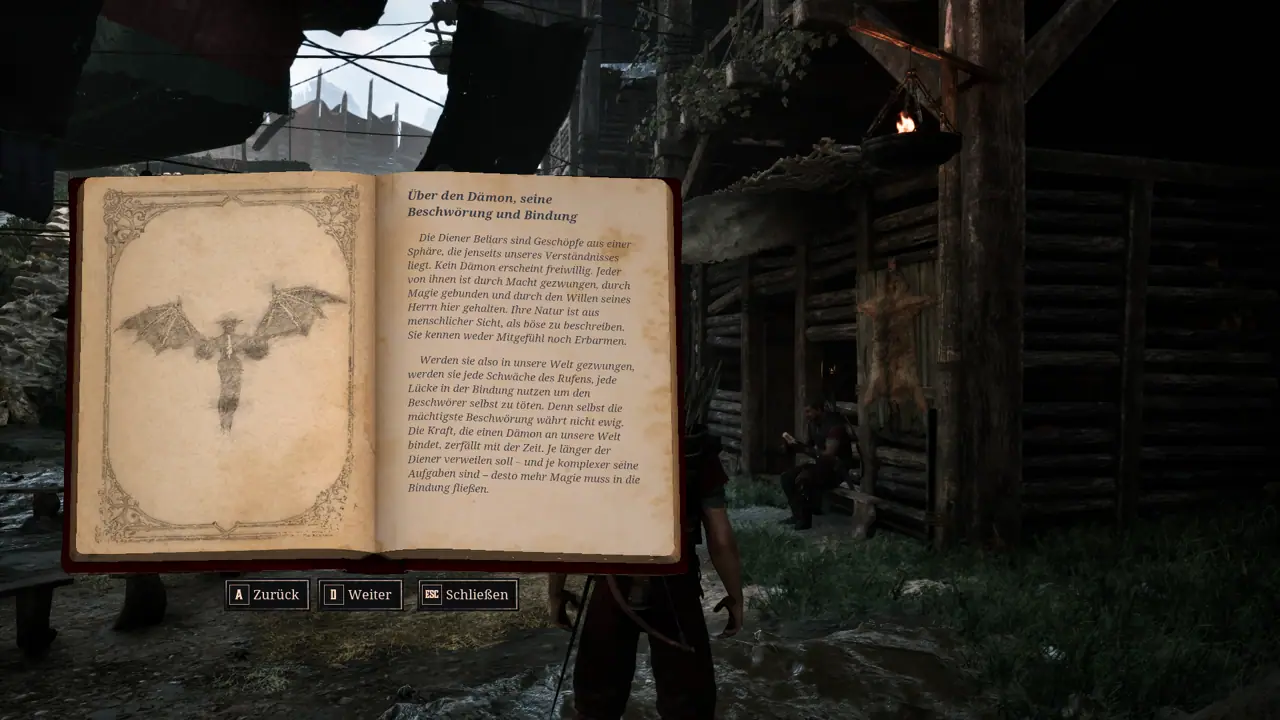 Über den Dämon, seine
Beschwörung und Bindung
Die Diener Beliars sind Geschöpfe aus einer
Sphäre, die jenseits unseres Verständnisses
liegt. Kein Dämon erscheint freiwillig. Jeder
von ihnen ist durch Macht gezwungen, durch
Magie gebunden und durch den Willen seines
Herrn hier gehalten. Ihre Natur ist aus
menschlicher Sicht, als böse zu beschreiben.
Sie kennen weder Mitgefühl noch Erbarmen.
Werden sie also in unsere Welt gezwungen,
werden sie jede Schwäche des Rufens, jede
Lücke in der Bindung nutzen um den
Beschwörer selbst zu töten. Denn selbst die
mächtigste Beschwörung währt nicht ewig.
Die Kraft, die einen Dämon an unsere Welt
bindet, zerfällt mit der Zeit. Je länger der
Diener verweilen soll – und je komplexer seine
Aufgaben sind – desto mehr Magie muss in die
Bindung fließen.
A Zurück D Weiter ESC Schließen